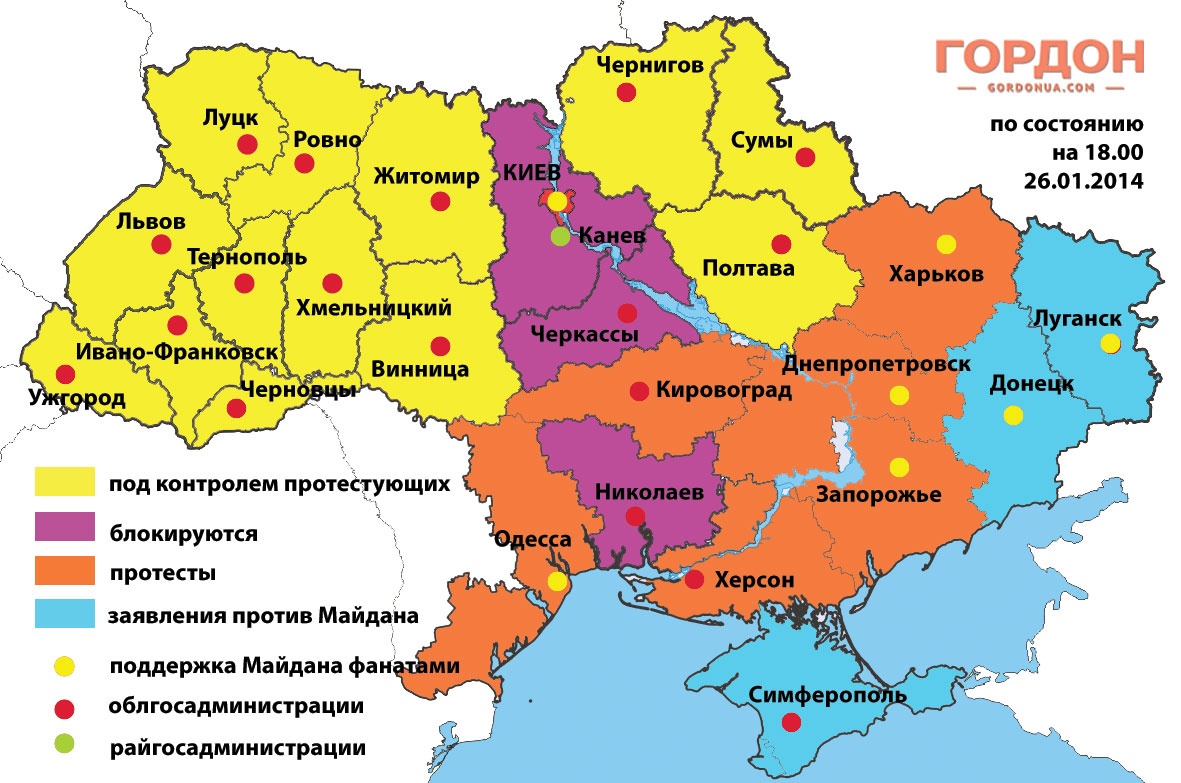 ГОРДОН
GORDONUA.COM
по состоянию
на 18.00
26.01.2014
Чернигов
Луцк
Ровно
Сумы
Житомир
КИЕВ
Львов
Канев
Тернополь
Полтава
Харьков
Хмельницкий
Луганск
Черкассы
Ивано-Франковск
Винница
Днепропетровск
Донецк
Ужгород
Черновцы
Кировоград
Николаев
Запорожье
Одесса
Херсон
Симферополь
под контролем протестующих
блокируются
протесты
заявления против Майдана
поддержка Майдана фанатами
облгосадминистрации
райгосадминистрации